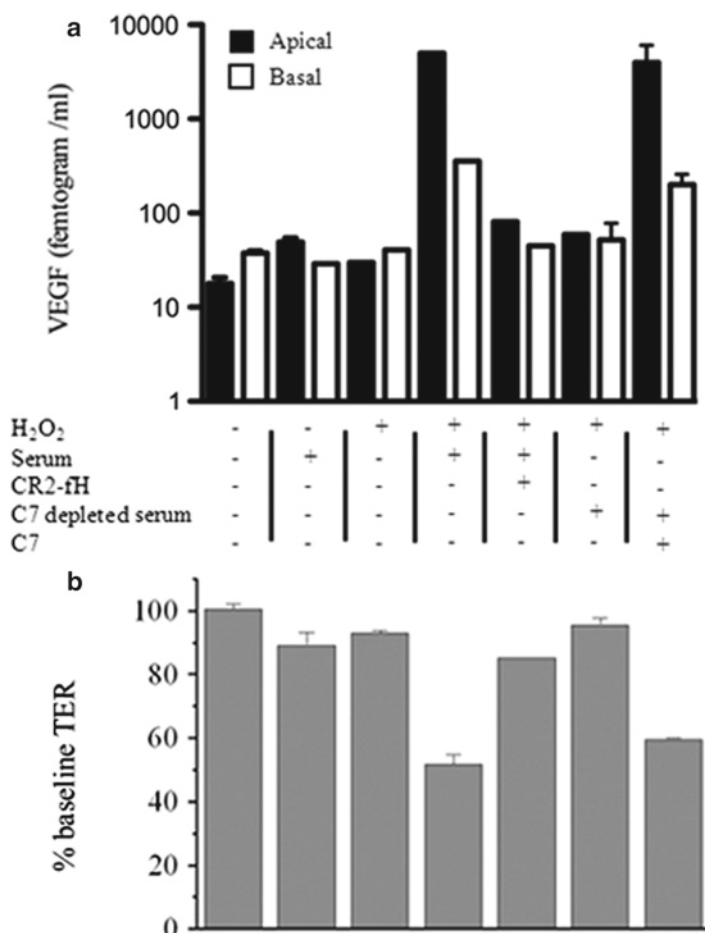 a
10000
Apical
Basal
1000
100
10
1
VEGF (femtogram /ml)
H₂O₂ - - + + + + +
Serum - + - + + - -
CR2-fH - - - - + - -
C7 depleted serum - - - - - + +
C7 - - - - - - +
b
100
80
60
40
20
0
% baseline TER